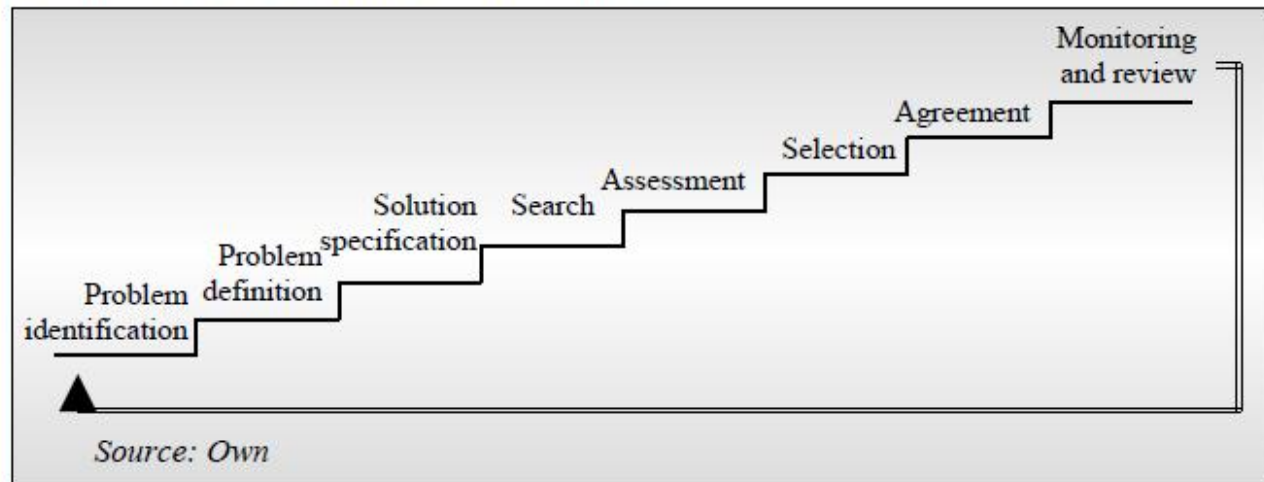 Problem
identification
Problem
definition
Solution
specification
Search
Assessment
Selection
Agreement
Monitoring
and review
Source: Own